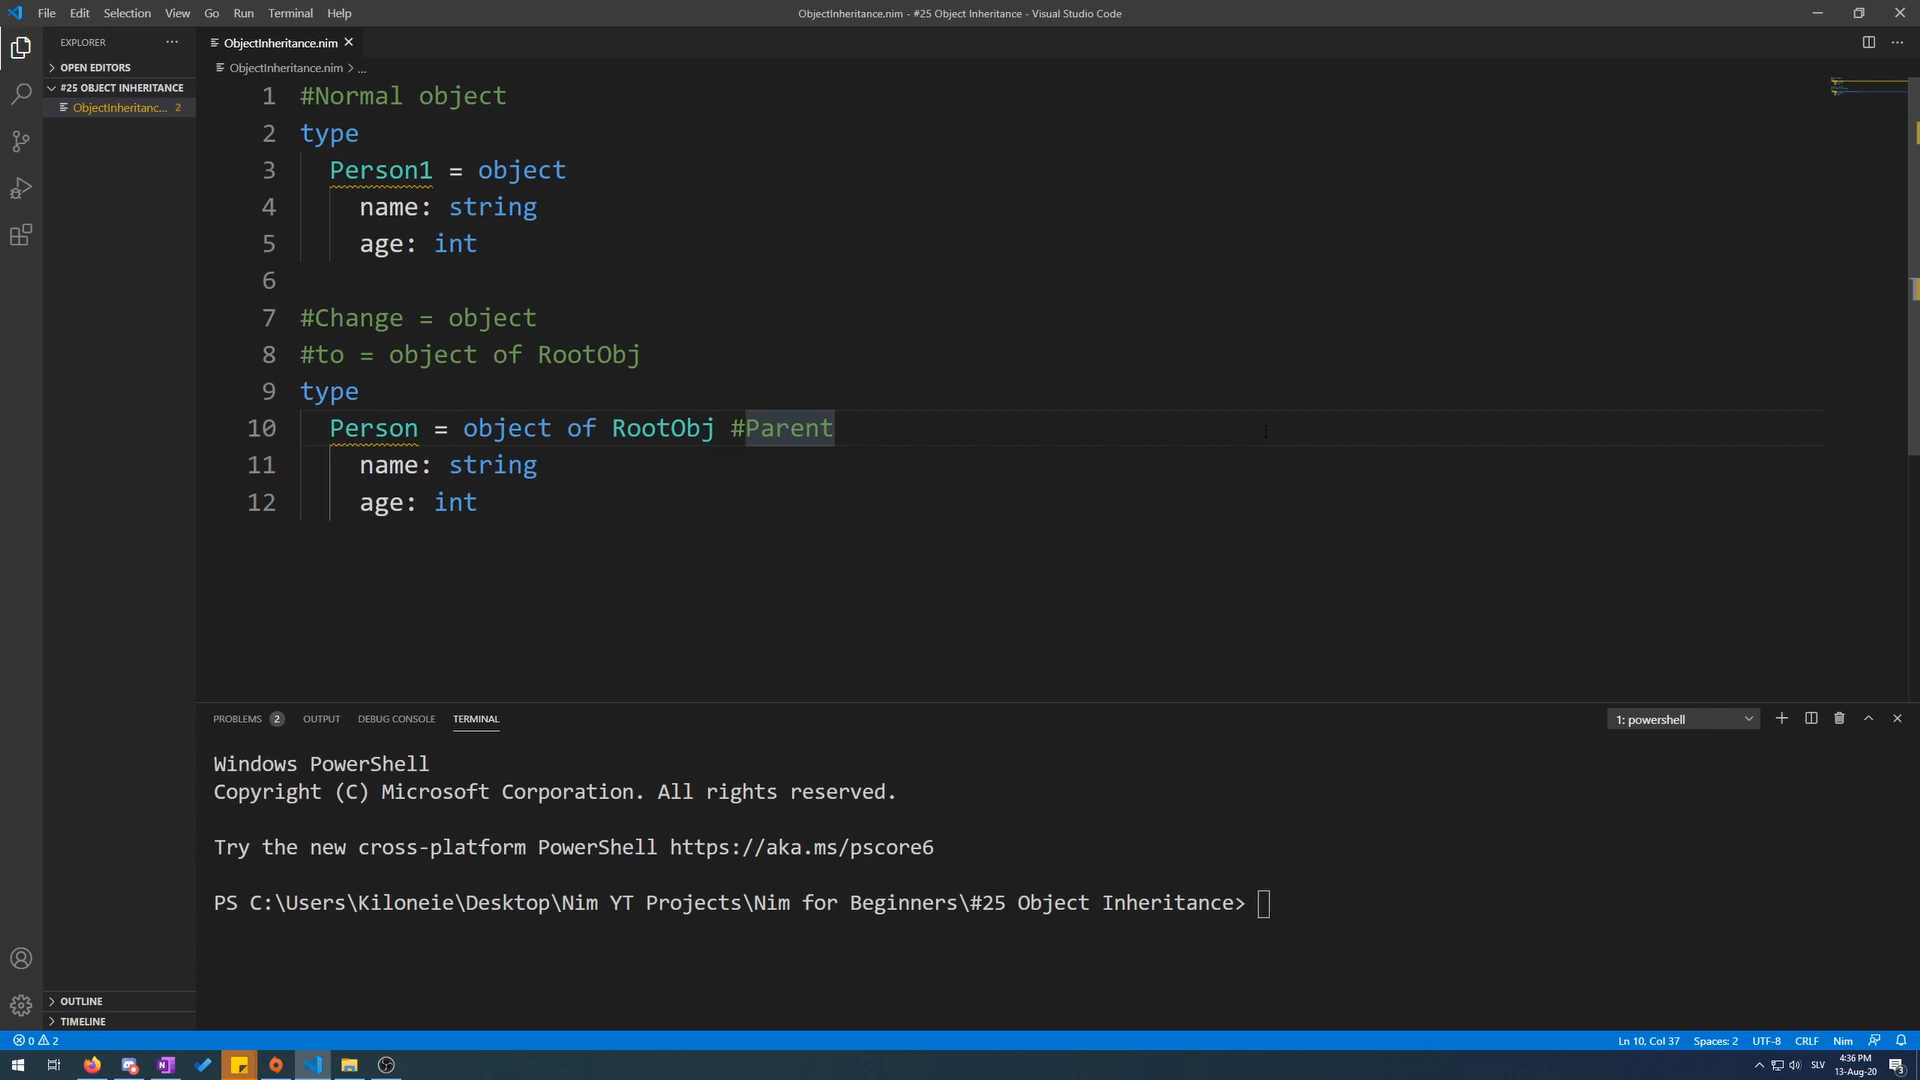 File Edit Selection View Go Run Terminal Help
ObjectInheritance.nim - #25 Object Inheritance - Visual Studio Code
EXPLORER
OPEN EDITORS
#25 OBJECT INHERITANCE
ObjectInheritanc... 2
ObjectInheritance.nim
ObjectInheritance.nim > ...
1 #Normal object
2 type
3 Person1 = object
4 name: string
5 age: int
6
7 #Change = object
8 #to = object of RootObj
9 type
10 Person = object of RootObj #Parent
11 name: string
12 age: int
PROBLEMS 2 OUTPUT DEBUG CONSOLE TERMINAL
1: powershell
Windows PowerShell
Copyright (C) Microsoft Corporation. All rights reserved.
Try the new cross-platform PowerShell https://aka.ms/pscore6
PS C:\Users\Kiloneie\Desktop\Nim YT Projects\Nim for Beginners\#25 Object Inheritance>
OUTLINE
TIMELINE
0 2
Ln 10, Col 37 Spaces: 2 UTF-8 CRLF Nim
SLV
4:36 PM
13-Aug-20
3